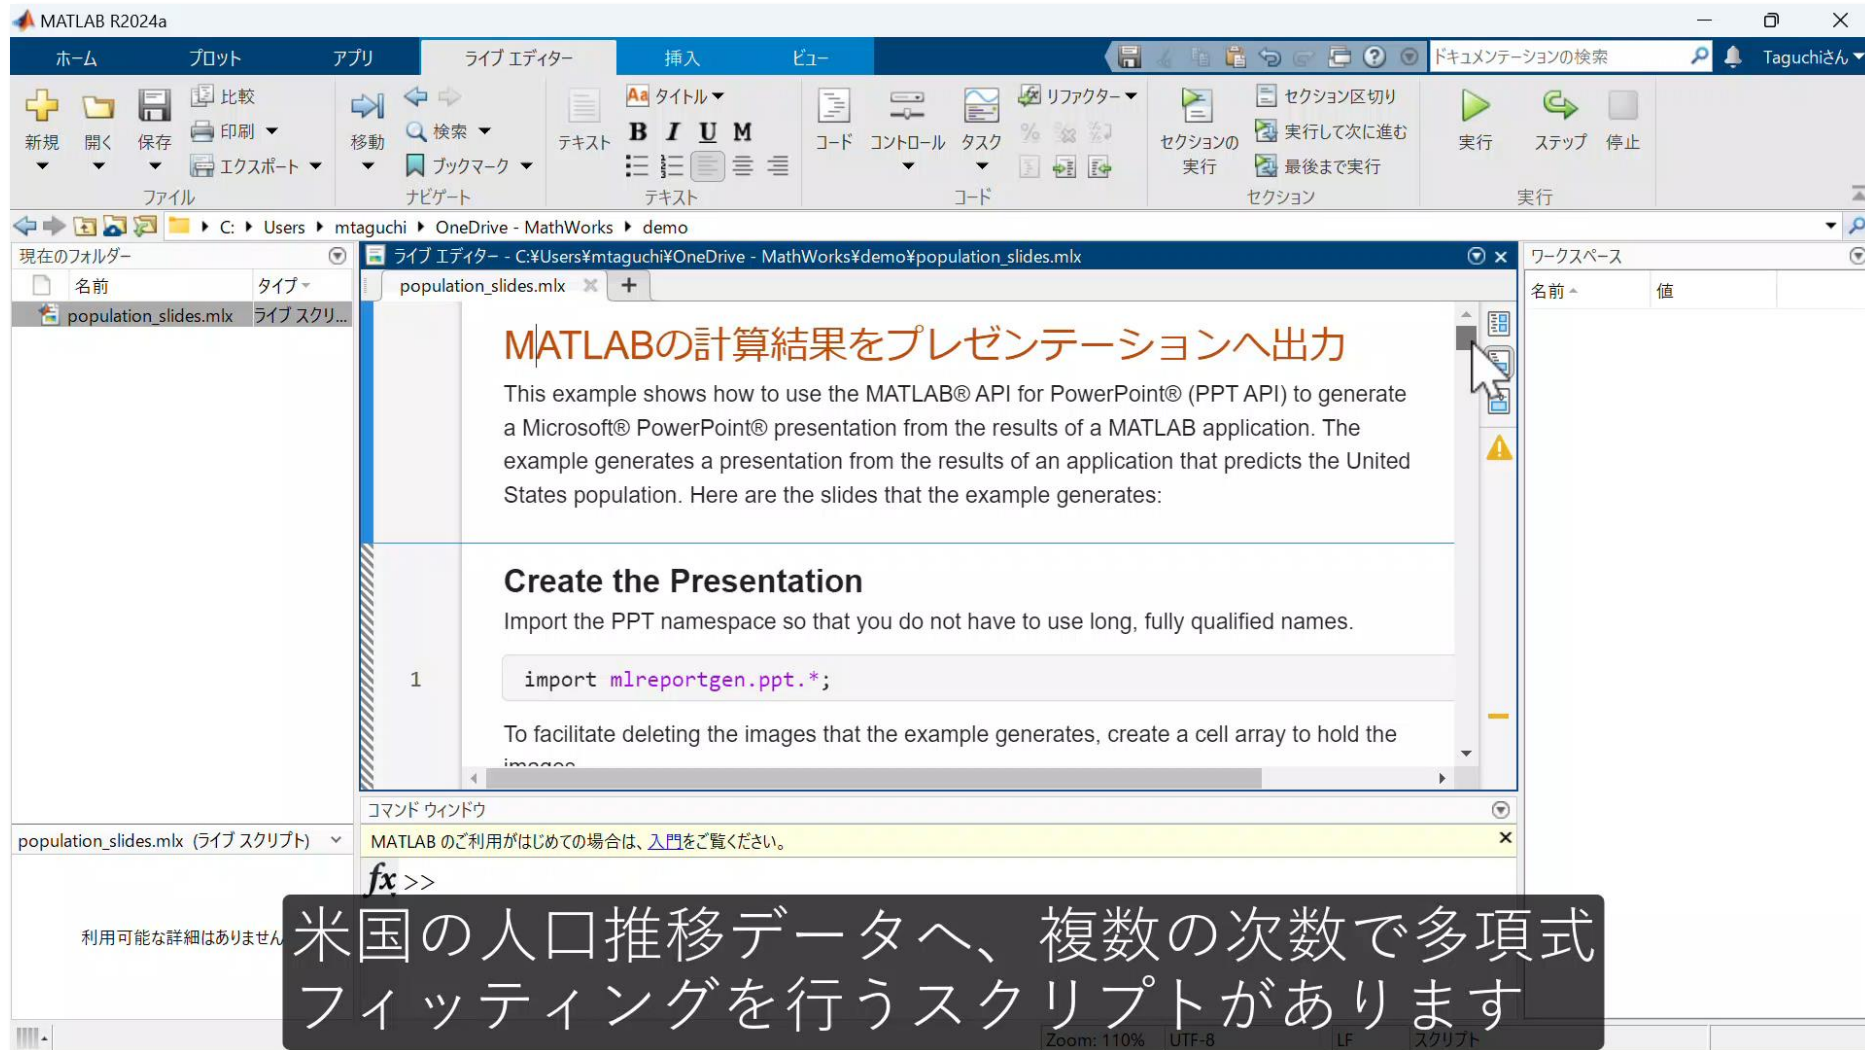 MATLAB R2024a
ホーム プロット アプリ ライブ エディター 挿入 ビュー ドキュメンテーションの検索 Taguchiさん
新規 開く 保存 比較 印刷 エクスポート
ファイル
移動 検索 ブックマーク
ナビゲート
テキスト Aa タイトル B I U M
テキスト
コード コントロール タスク リファクター
コード
セクションの実行 セクション区切り 実行して次に進む 最後まで実行
セクション
実行 ステップ 停止
実行
C: Users mtaguchi OneDrive - MathWorks demo
現在のフォルダー
名前 タイプ
population_slides.mlx ライブ スクリ...
ライブ エディター - C:¥Users¥mtaguchi¥OneDrive - MathWorks¥demo¥population_slides.mlx
population_slides.mlx
MATLABの計算結果をプレゼンテーションへ出力
This example shows how to use the MATLAB® API for PowerPoint® (PPT API) to generate
a Microsoft® PowerPoint® presentation from the results of a MATLAB application. The
example generates a presentation from the results of an application that predicts the United
States population. Here are the slides that the example generates:
Create the Presentation
Import the PPT namespace so that you do not have to use long, fully qualified names.
1 import mlreportgen.ppt.*;
To facilitate deleting the images that the example generates, create a cell array to hold the
ワークスペース
名前 値
コマンド ウィンドウ
MATLAB のご利用がはじめての場合は、入門をご覧ください。
fx >>
population_slides.mlx (ライブ スクリプト)
利用可能な詳細はありません
米国の人口推移データへ、複数の次数で多項式
フィッティングを行うスクリプトがあります
Zoom: 110% UTF-8 LF スクリプト